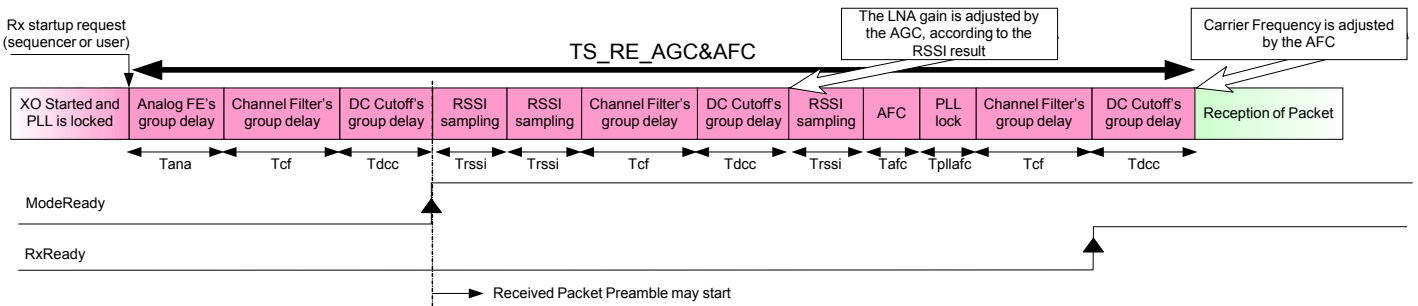 Rx startup request
(sequencer or user)
TS_RE_AGC&AFC
The LNA gain is adjusted by
the AGC, according to the
RSSI result
Carrier Frequency is adjusted
by the AFC
XO Started and
PLL is locked
Analog FE's
group delay
Channel Filter's
group delay
DC Cutoff's
group delay
RSSI
sampling
RSSI
sampling
Channel Filter's
group delay
DC Cutoff's
group delay
RSSI
sampling
AFC
PLL
lock
Channel Filter's
group delay
DC Cutoff's
group delay
Reception of Packet
Tana
Tcf
Tdcc
Trssi
Trssi
Tcf
Tdcc
Trssi
Tafc
Tpllafc
Tcf
Tdcc
ModeReady
RxReady
Received Packet Preamble may start